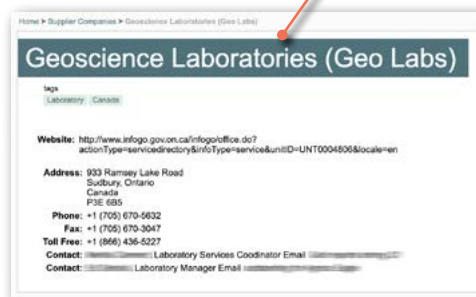 Home > Supplier Companies > Geoscience Laboratories (Geo Labs)
Geoscience Laboratories (Geo Labs)
tags
Laboratory Canada
Website: http://www.infogo.gov.on.ca/infogo/office.do?
actionType=servicedirectory&infoType=service&unitID=UNT0004806&locale=en
Address: 933 Ramsey Lake Road
Sudbury, Ontario
Canada
P3E 6B5
Phone: +1 (705) 670-5632
Fax: +1 (705) 670-3047
Toll Free: +1 (866) 436-5227
Contact: Laboratory Services Coodinator Email
Contact: Laboratory Manager Email